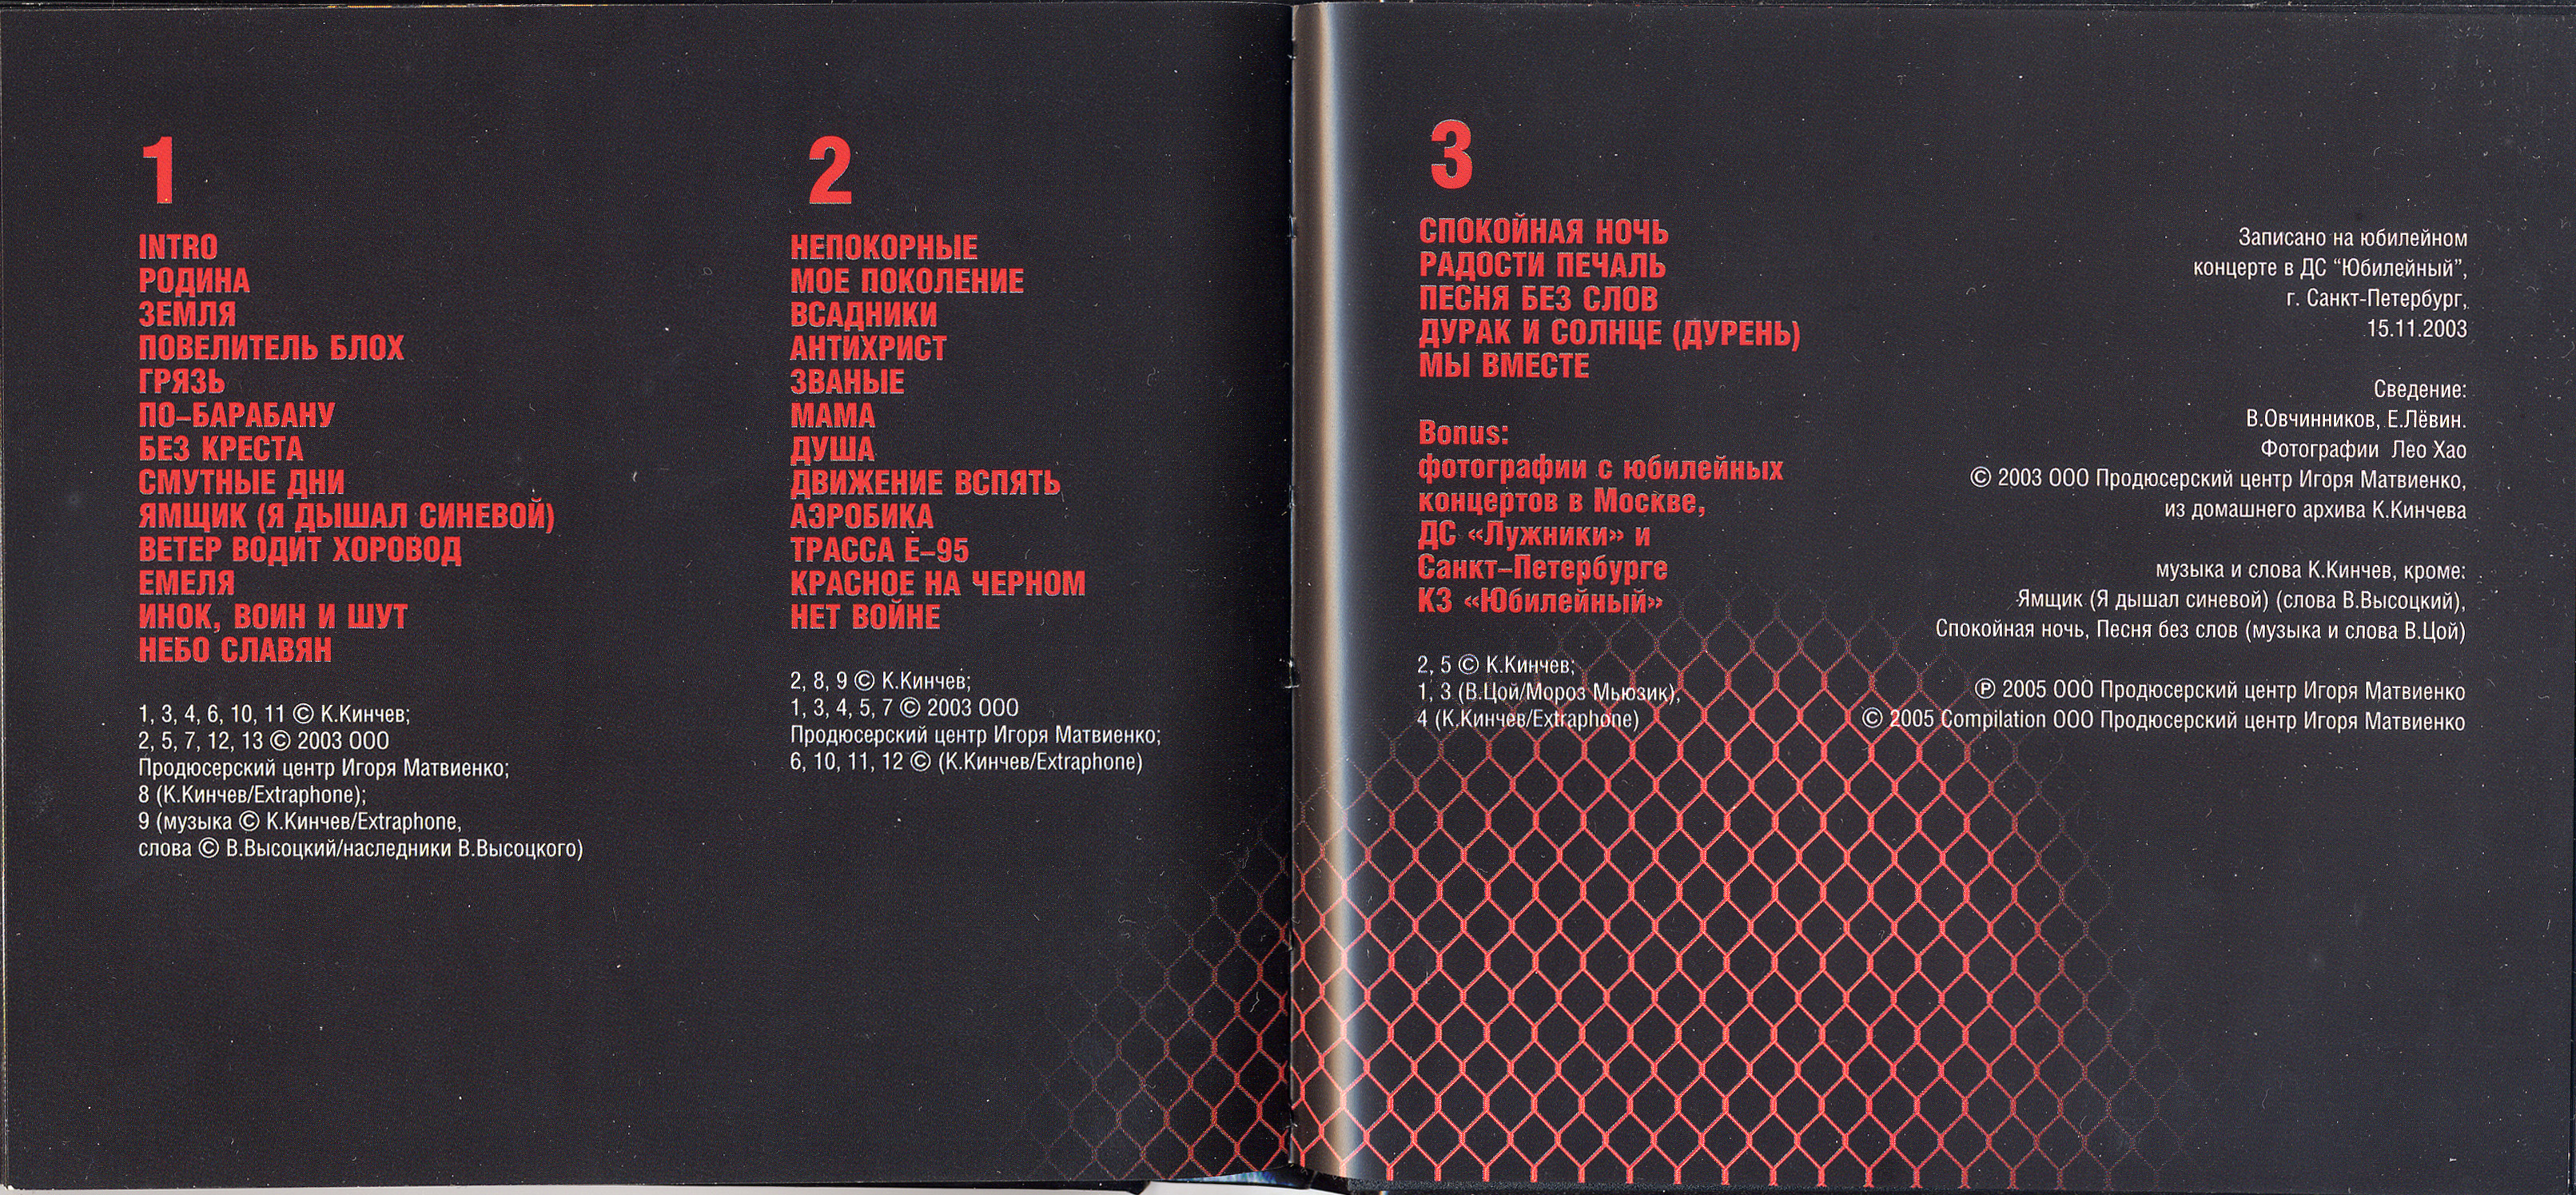 1
INTRO
РОДИНА
ЗЕМЛЯ
ПОВЕЛИТЕЛЬ БЛОХ
ГРЯЗЬ
ПО–БАРАБАНУ
БЕЗ КРЕСТА
СМУТНЫЕ ДНИ
ЯМЩИК (Я ДЫШАЛ СИНЕВОЙ)
ВЕТЕР ВОДИТ ХОРОВОД
ЕМЕЛЯ
ИНОК, ВОИН И ШУТ
НЕБО СЛАВЯН
1, 3, 4, 6, 10, 11 © К.Кинчев;
2, 5, 7, 12, 13 © 2003 ООО
Продюсерский центр Игоря Матвиенко;
8 (К.Кинчев/Extraphone);
9 (музыка © К.Кинчев/Extraphone,
слова © В.Высоцкий/наследники В.Высоцкого)
2
НЕПОКОРНЫЕ
МОЕ ПОКОЛЕНИЕ
ВСАДНИКИ
АНТИХРИСТ
ЗВАНЫЕ
МАМА
ДУША
ДВИЖЕНИЕ ВСПЯТЬ
АЭРОБИКА
ТРАССА Е–95
КРАСНОЕ НА ЧЕРНОМ
НЕТ ВОЙНЕ
2, 8, 9 © К.Кинчев;
1, 3, 4, 5, 7 © 2003 ООО
Продюсерский центр Игоря Матвиенко;
6, 10, 11, 12 © (К.Кинчев/Extraphone)
3
СПОКОЙНАЯ НОЧЬ
РАДОСТИ ПЕЧАЛЬ
ПЕСНЯ БЕЗ СЛОВ
ДУРАК И СОЛНЦЕ (ДУРЕНЬ)
МЫ ВМЕСТЕ
Bonus:
фотографии с юбилейных
концертов в Москве,
ДС «Лужники» и
Санкт–Петербурге
КЗ «Юбилейный»
2, 5 © К.Кинчев;
1, 3 (В.Цой/Мороз Мьюзик),
4 (К.Кинчев/Extraphone)
Записано на юбилейном
концерте в ДС “Юбилейный”,
г. Санкт-Петербург,
15.11.2003
Сведение:
В.Овчинников, Е.Лёвин.
Фотографии Лео Хао
© 2003 ООО Продюсерский центр Игоря Матвиенко,
из домашнего архива К.Кинчева
музыка и слова К.Кинчев, кроме:
Ямщик (Я дышал синевой) (слова В.Высоцкий),
Спокойная ночь, Песня без слов (музыка и слова В.Цой)
℗ 2005 ООО Продюсерский центр Игоря Матвиенко
© 2005 Compilation ООО Продюсерский центр Игоря Матвиенко